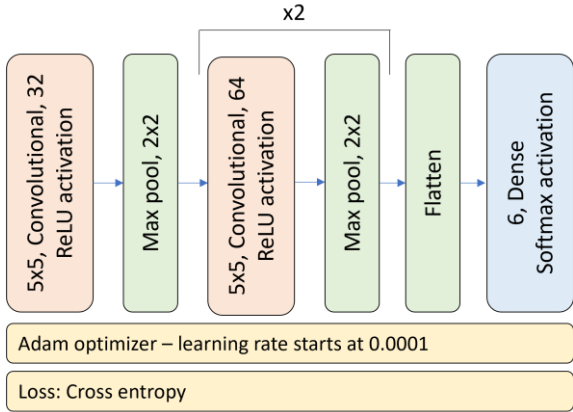 x2
5x5, Convolutional, 32
ReLU activation
Max pool, 2x2
5x5, Convolutional, 64
ReLU activation
Max pool, 2x2
Flatten
6, Dense
Softmax activation
Adam optimizer – learning rate starts at 0.0001
Loss: Cross entropy